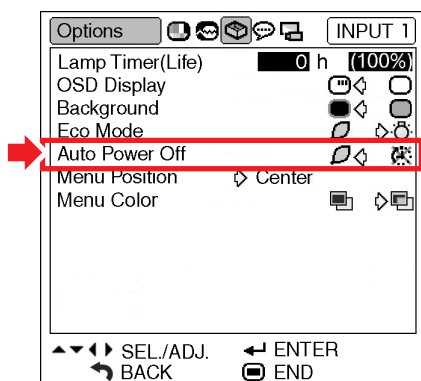 Options INPUT 1
Lamp Timer(Life) 0 h (100%)
OSD Display
Background
Eco Mode
Auto Power Off
Menu Position Center
Menu Color
SEL./ADJ. ENTER
BACK END